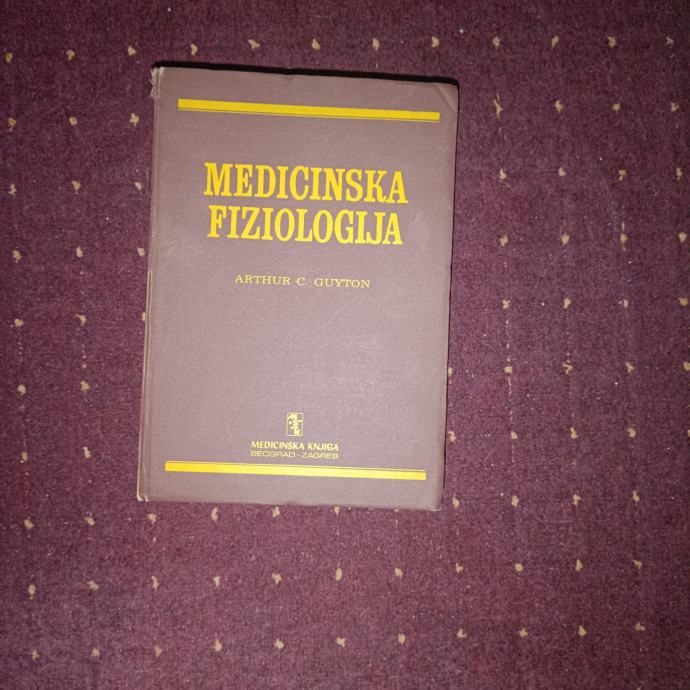 MEDICINSKA
FIZIOLOGIJA
ARTHUR C. GUYTON
MEDICINSKA KNJIGA
BEOGRAD - ZAGREB